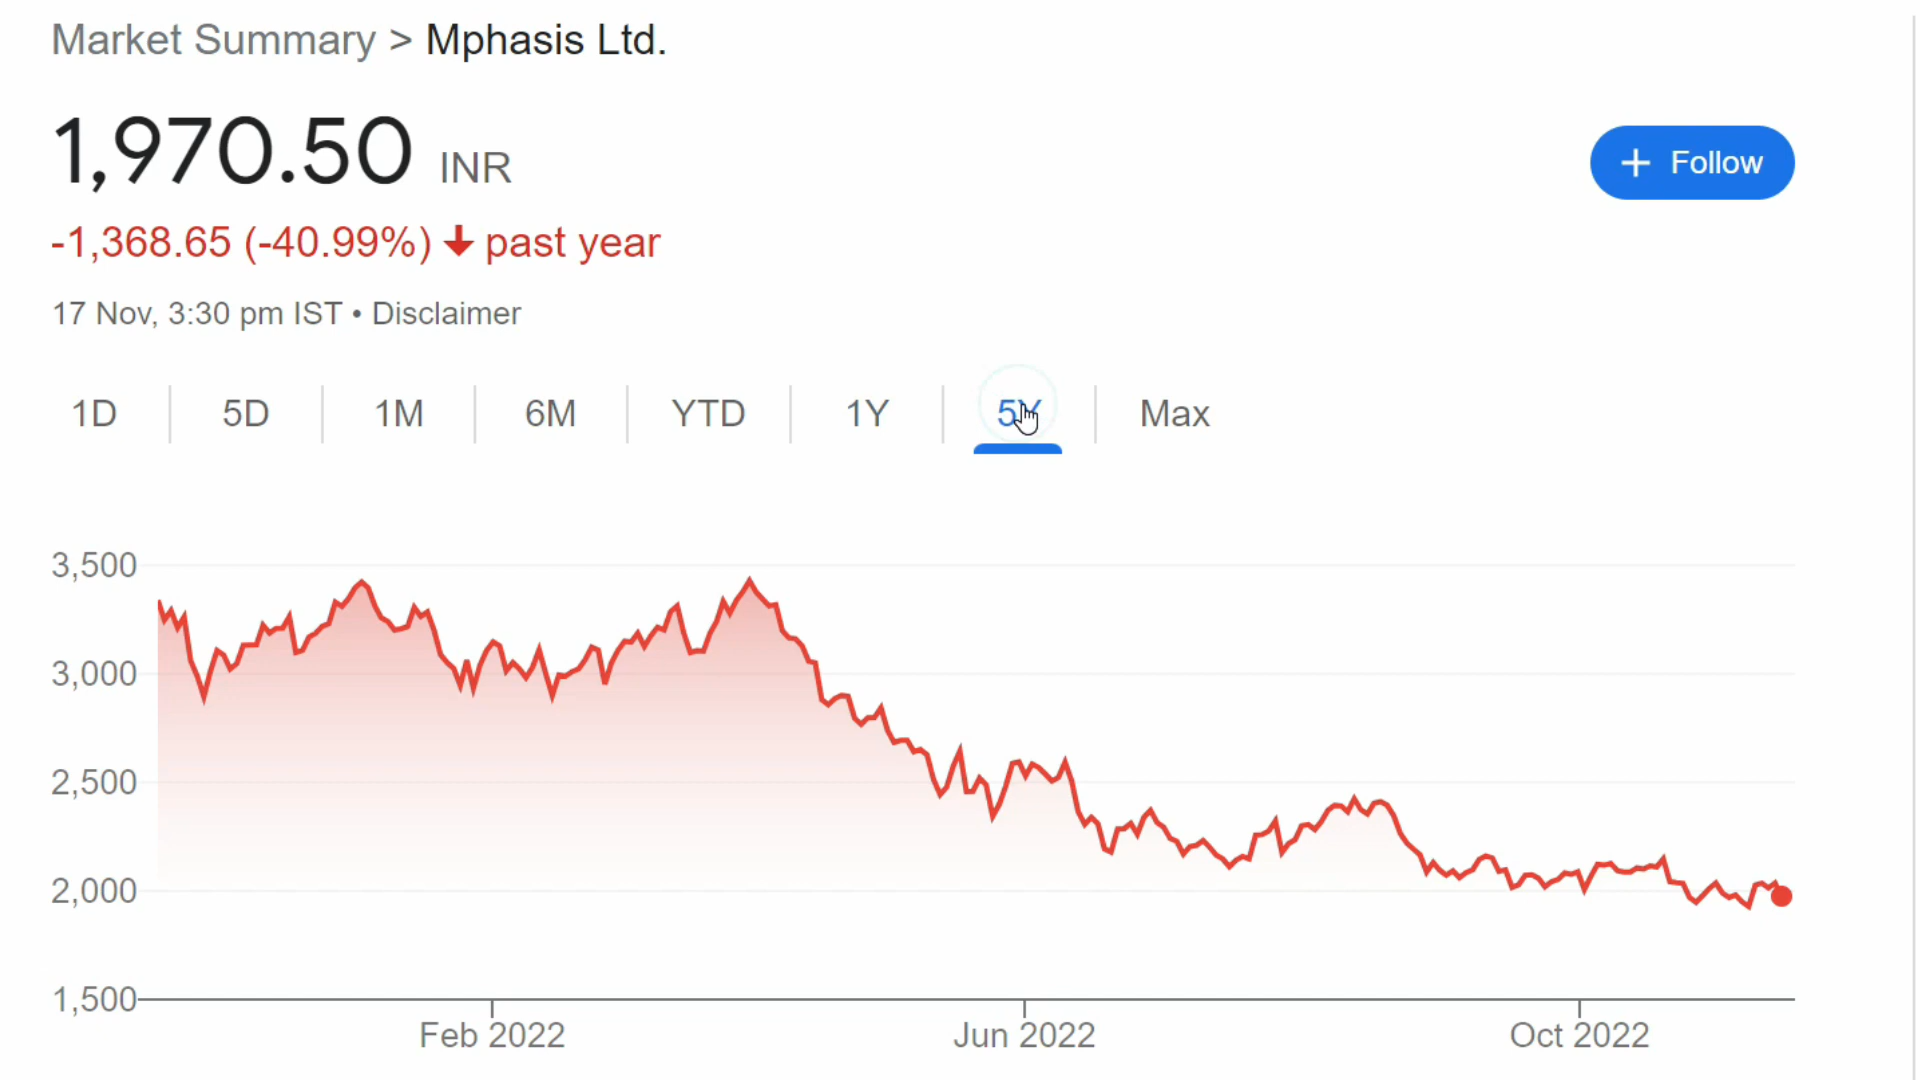 Market Summary > Mphasis Ltd.
1,970.50 INR
+ Follow
-1,368.65 (-40.99%) ↓ past year
17 Nov, 3:30 pm IST • Disclaimer
1D 5D 1M 6M YTD 1Y 5Y Max
3,500
3,000
2,500
2,000
1,500
Feb 2022 Jun 2022 Oct 2022